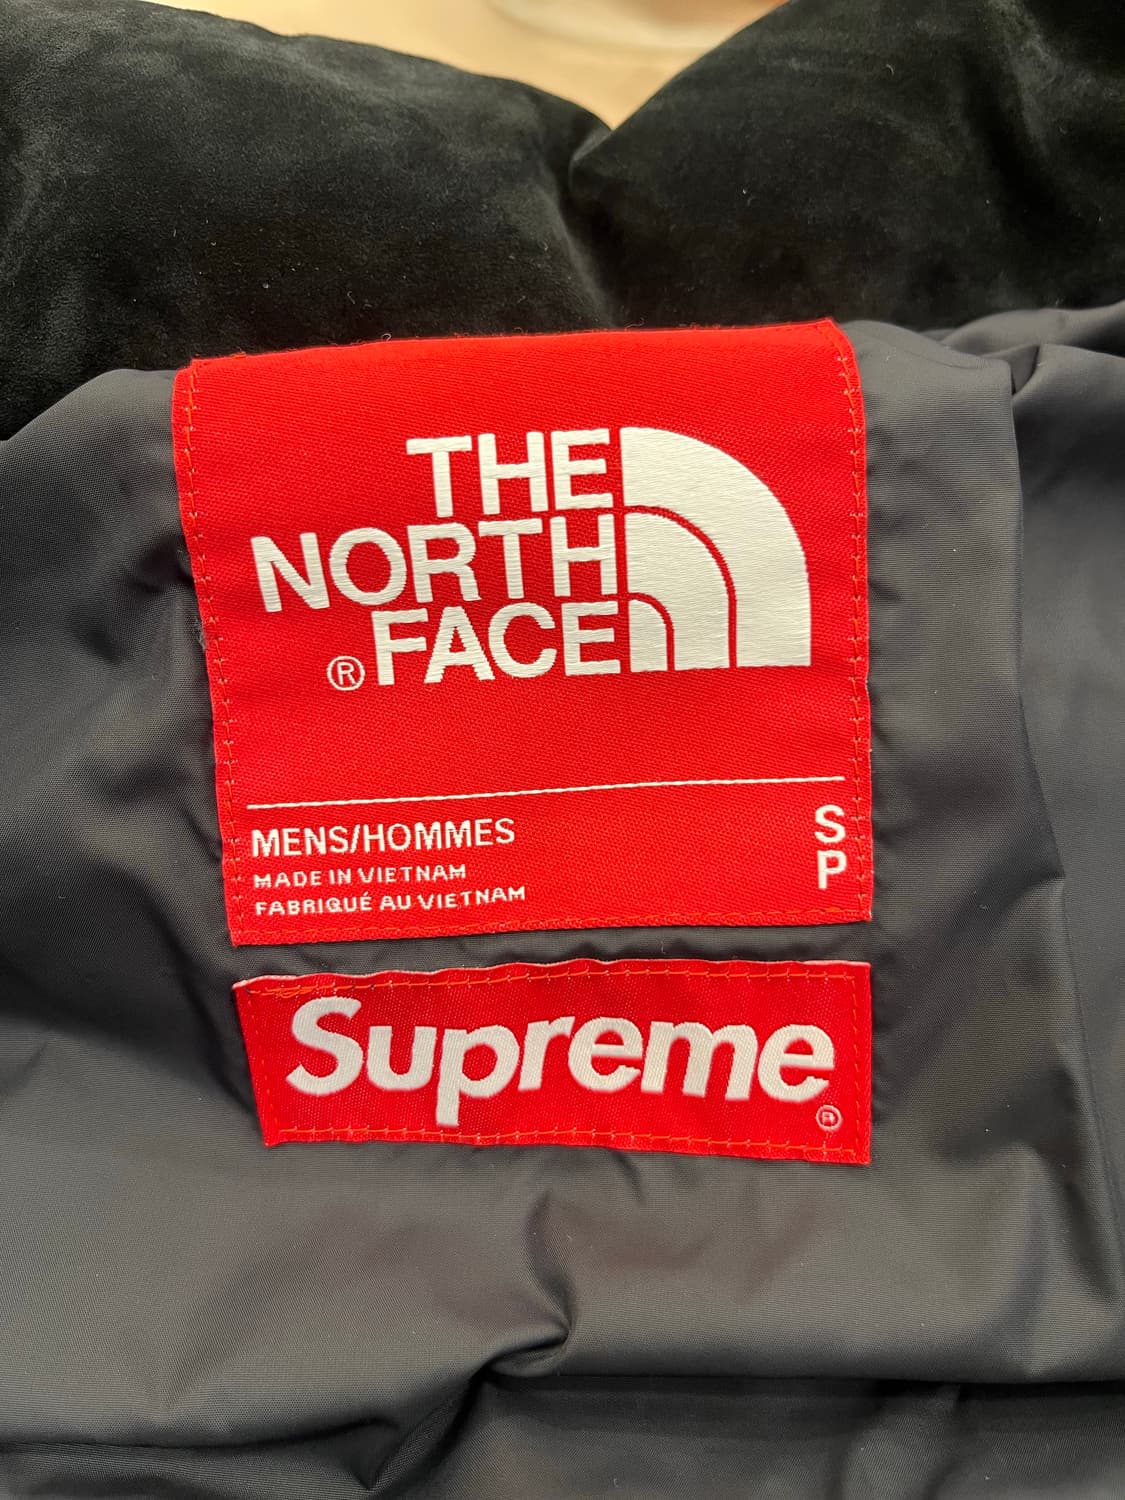 THE
NORTH
® FACE
MENS/HOMMES
MADE IN VIETNAM
FABRIQUÉ AU VIETNAM
S
P
Supreme
®